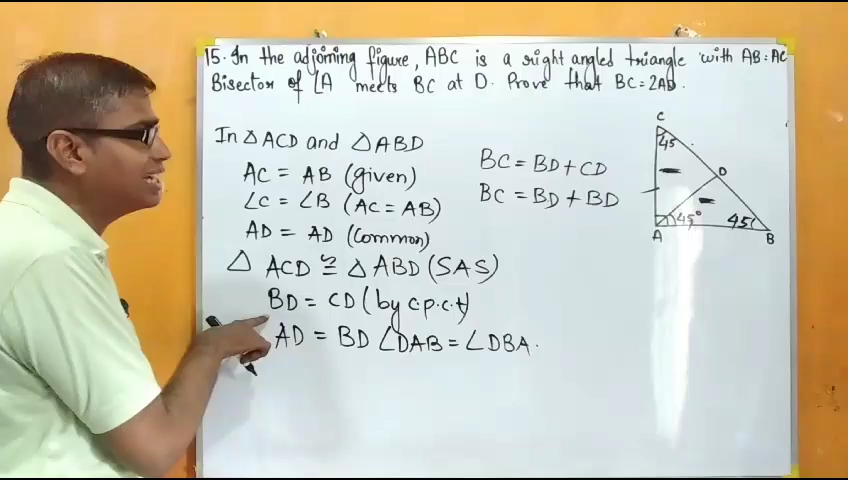 15. In the adjoining figure, ABC is a right angled triangle with AB=AC
Bisector of ∠A meets BC at D. Prove that BC=2AD.
In △ACD and △ABD
AC = AB (given)
∠C = ∠B (AC = AB)
AD = AD (common)
△ ACD ≅ △ ABD (SAS)
BD = CD (by c.p.c.t)
AD = BD ∠DAB = ∠DBA.
BC = BD + CD
BC = BD + BD
C
45
D
45°
45
A
B